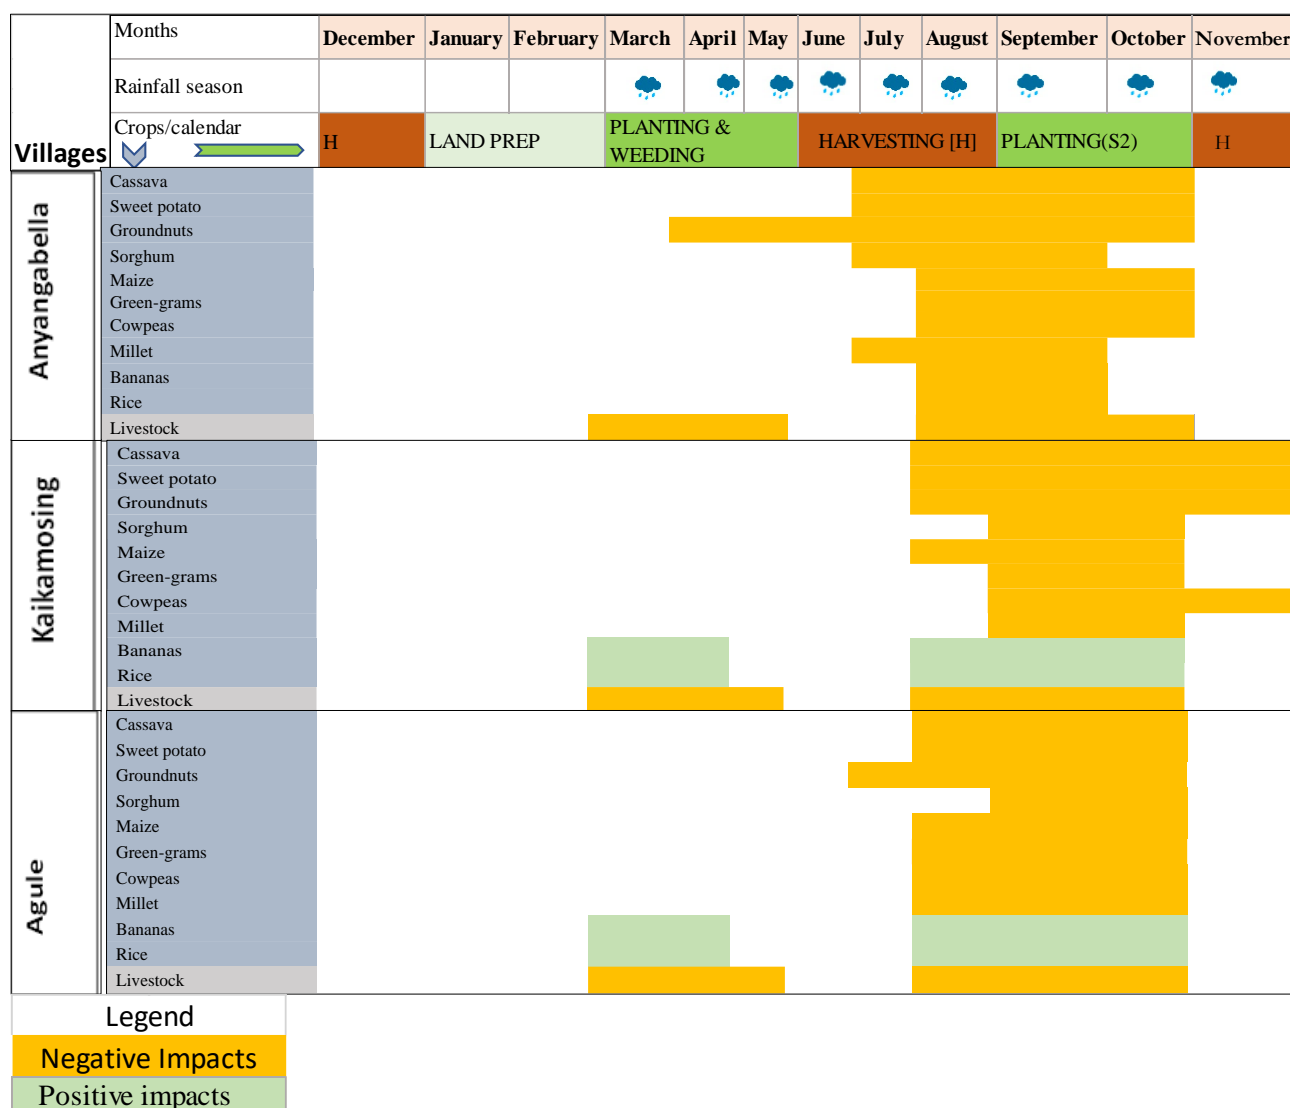 Months
December January February March April May June July August September October November
Rainfall season
Villages
Crops/calendar
H
LAND PREP
PLANTING &
WEEDING
HARVESTING [H]
PLANTING(S2)
H
Anyangabella
Cassava
Sweet potato
Groundnuts
Sorghum
Maize
Green-grams
Cowpeas
Millet
Bananas
Rice
Livestock
Kaikamosing
Cassava
Sweet potato
Groundnuts
Sorghum
Maize
Green-grams
Cowpeas
Millet
Bananas
Rice
Livestock
Agule
Cassava
Sweet potato
Groundnuts
Sorghum
Maize
Green-grams
Cowpeas
Millet
Bananas
Rice
Livestock
Legend
Negative Impacts
Positive impacts